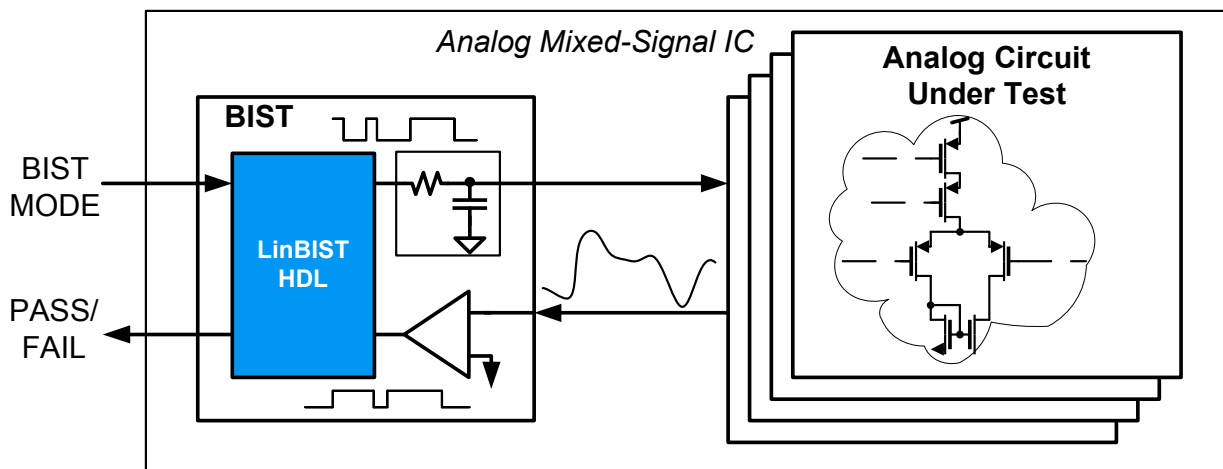 Analog Mixed-Signal IC
Analog Circuit
Under Test
BIST
BIST
MODE
LinBIST
HDL
PASS/
FAIL